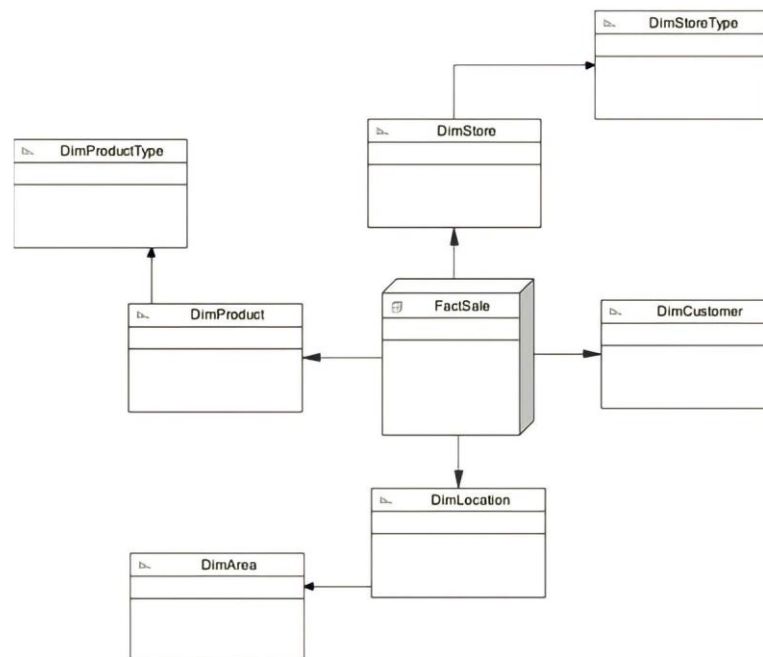 DimStoreType
DimStore
DimProductType
FactSale
DimProduct
DimCustomer
DimLocation
DimArea